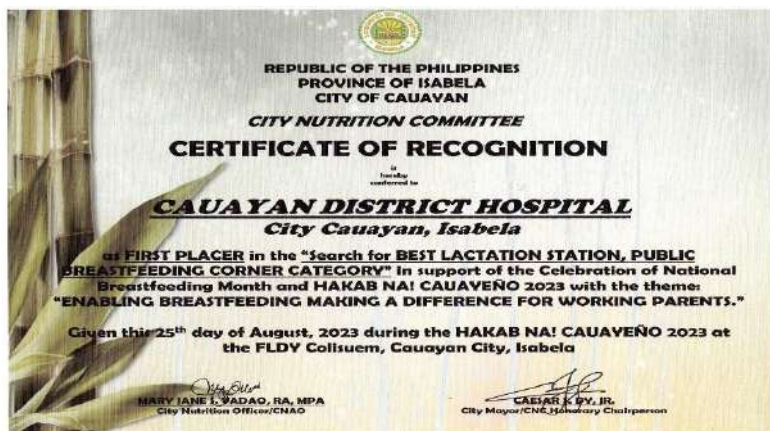 REPUBLIC OF THE PHILIPPINES
PROVINCE OF ISABELA
CITY OF CAUAYAN
CITY NUTRITION COMMITTEE
CERTIFICATE OF RECOGNITION
is
hereby
conferred to
CAUAYAN DISTRICT HOSPITAL
City Cauayan, Isabela
as FIRST PLACER in the "Search for BEST LACTATION STATION, PUBLIC
BREASTFEEDING CORNER CATEGORY" in support of the Celebration of National
Breastfeeding Month and HAKAB NA! CAUAYEÑO 2023 with the theme:
"ENABLING BREASTFEEDING MAKING A DIFFERENCE FOR WORKING PARENTS."
Given this 25th day of August, 2023 during the HAKAB NA! CAUAYEÑO 2023 at
the FLDY Colisuem, Cauayan City, Isabela
MARY JANE S. YADAO, RA, MPA
City Nutrition Officer/CNAO
CAESAR S. DY, JR.
City Mayor/CNC Honorary Chairperson